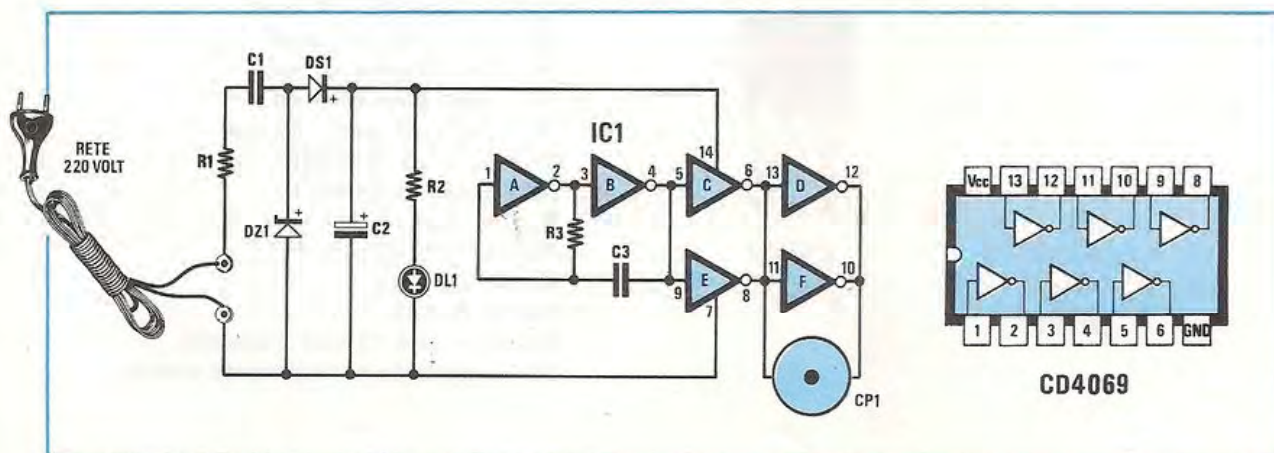 RETE
220 VOLT
C1
DS1
+
R1
DZ1
+
C2
R2
DL1
IC1
1
A
2
3
B
4
5
C
14
6
13
D
12
R3
C3
9
E
7
8
11
F
10
CP1
Vcc 13 12 11 10 9 8
1 2 3 4 5 6 GND
CD4069